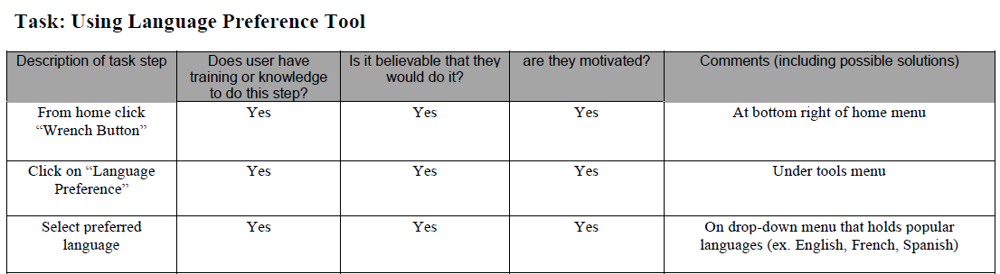 Task: Using Language Preference Tool
Description of task step
Does user have
training or knowledge
to do this step?
Is it believable that they
would do it?
are they motivated?
Comments (including possible solutions)
From home click
“Wrench Button”
Yes
Yes
Yes
At bottom right of home menu
Click on “Language
Preference”
Yes
Yes
Yes
Under tools menu
Select preferred
language
Yes
Yes
Yes
On drop-down menu that holds popular
languages (ex. English, French, Spanish)